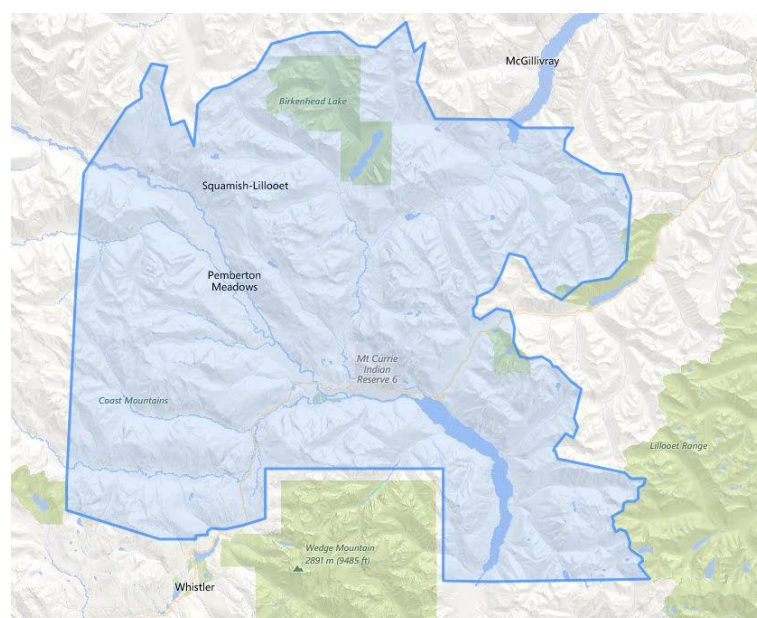 McGillivray
Birkenhead Lake
Squamish-Lillooet
Pemberton
Meadows
Mt Currie
Indian
Reserve 6
Coast Mountains
Lillooet Range
Wedge Mountain
2891 m (9485 ft)
Whistler